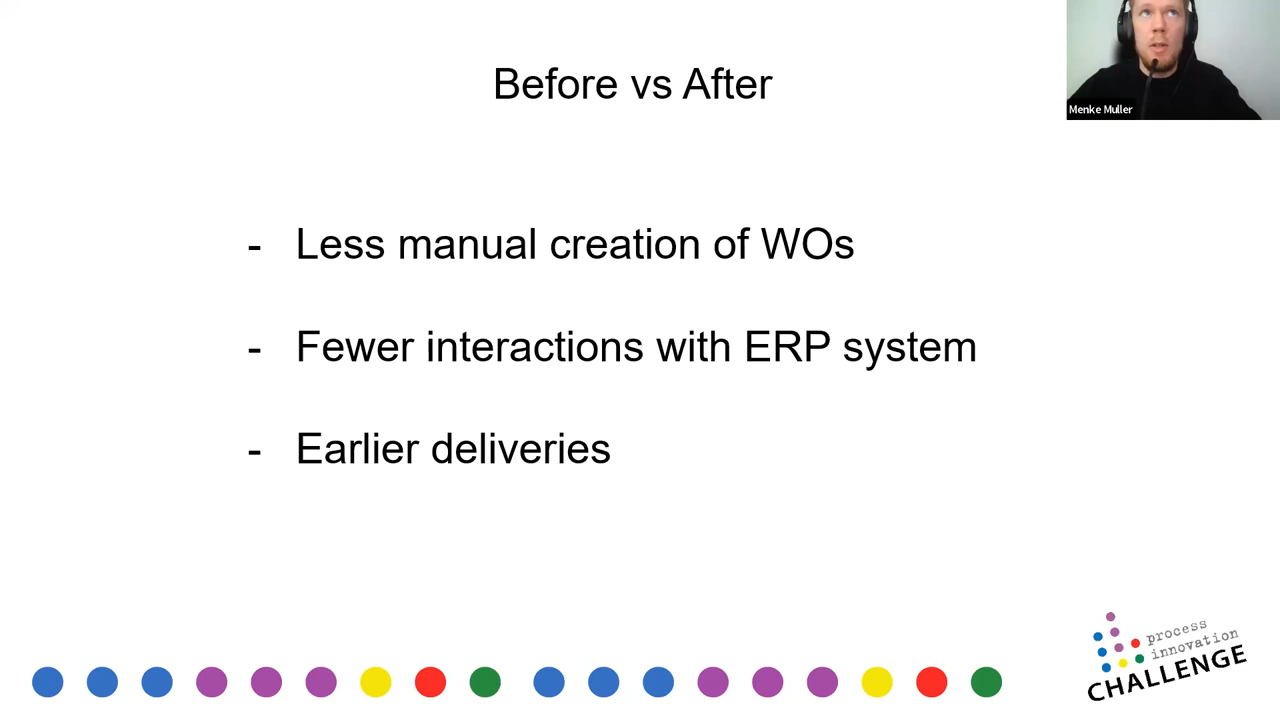 Before vs After
Menke Muller
- Less manual creation of WOs
- Fewer interactions with ERP system
- Earlier deliveries
process
innovation
CHALLENGE